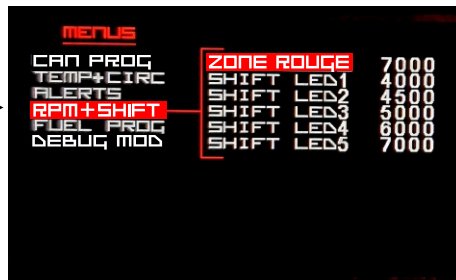 MENUS
CAN PROG
TEMP+CIRC
ALERTS
RPM+SHIFT
FUEL PROG
DEBUG MOD
ZONE ROUGE 7000
SHIFT LED1 4000
SHIFT LED2 4500
SHIFT LED3 5000
SHIFT LED4 6000
SHIFT LED5 7000